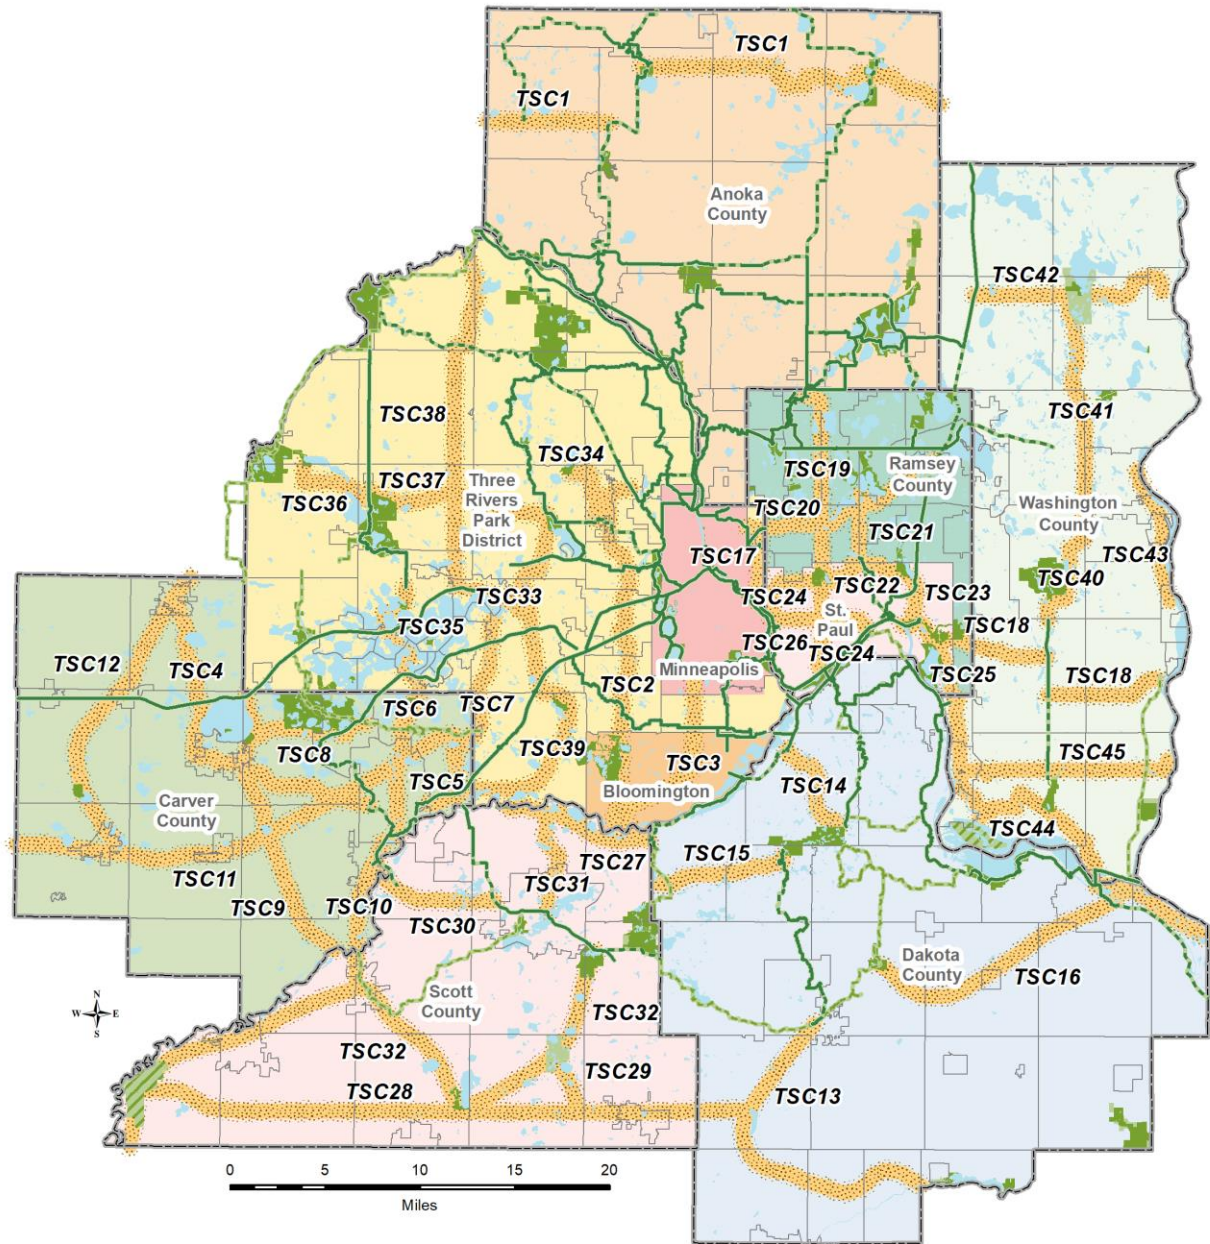 TSC1
TSC1
Anoka
County
TSC42
TSC38
TSC41
TSC34
TSC19
Ramsey
County
TSC37
Three
Rivers
Park
District
TSC36
TSC20
Washington
County
TSC21
TSC17
TSC43
TSC22
TSC40
TSC33
TSC24
TSC23
St.
Paul
TSC35
TSC18
TSC26
TSC24
TSC12
TSC4
Minneapolis
TSC25
TSC18
TSC2
TSC6
TSC7
TSC8
TSC39
TSC3
TSC45
TSC5
TSC14
Bloomington
Carver
County
TSC44
TSC27
TSC15
TSC11
TSC31
TSC9
TSC10
TSC30
Dakota
County
TSC16
N
W
E
S
Scott
County
TSC32
TSC32
TSC29
TSC28
TSC13
0
5
10
15
20
Miles